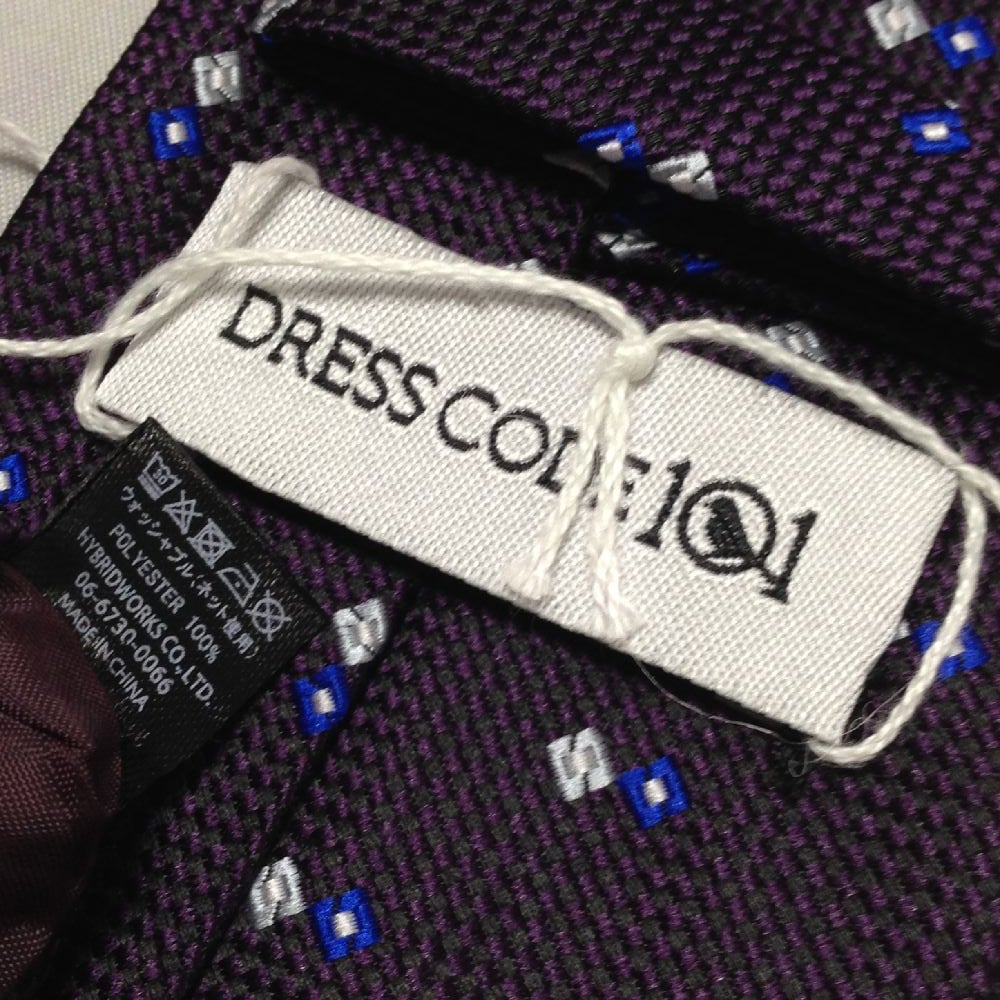 DRESS CODE 101
ウォッシャブル(ネット使用)
POLYESTER 100%
HYBRIDWORKS CO.,LTD.
06-6730-0066
MADE IN CHINA